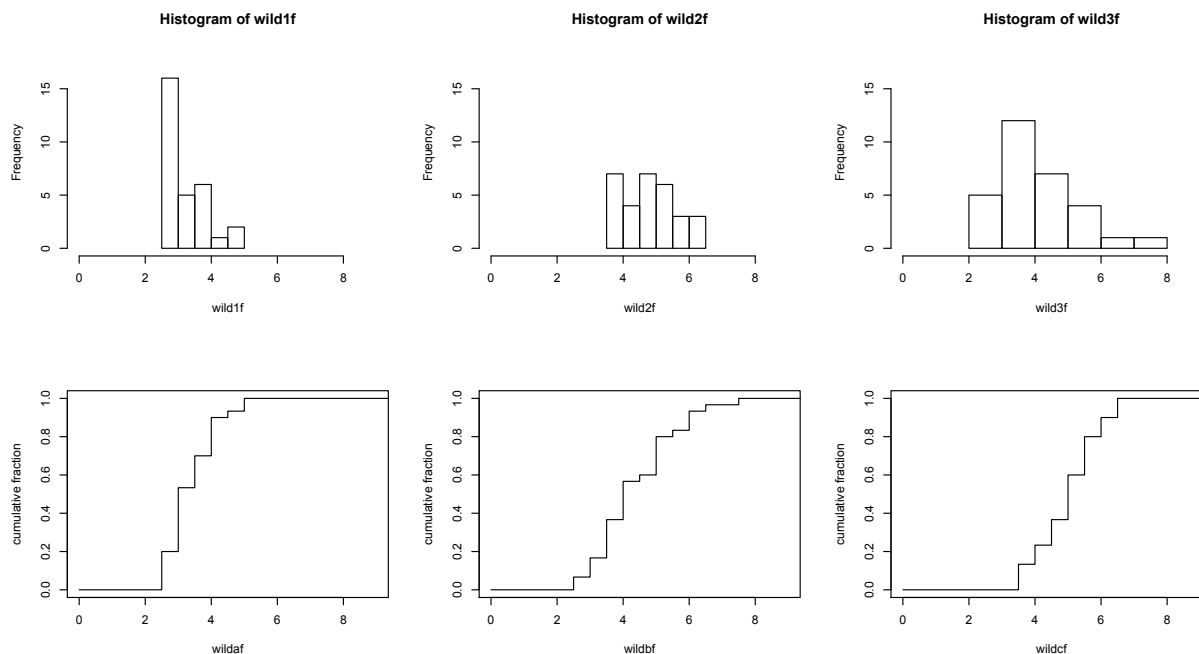 Histogram of wild1f
Frequency
0 5 10 15
0 2 4 6 8
wild1f
Histogram of wild2f
Frequency
0 5 10 15
0 2 4 6 8
wild2f
Histogram of wild3f
Frequency
0 5 10 15
0 2 4 6 8
wild3f
cumulative fraction
0.0 0.2 0.4 0.6 0.8 1.0
0 2 4 6 8
wildaf
cumulative fraction
0.0 0.2 0.4 0.6 0.8 1.0
0 2 4 6 8
wildbf
cumulative fraction
0.0 0.2 0.4 0.6 0.8 1.0
0 2 4 6 8
wildcf